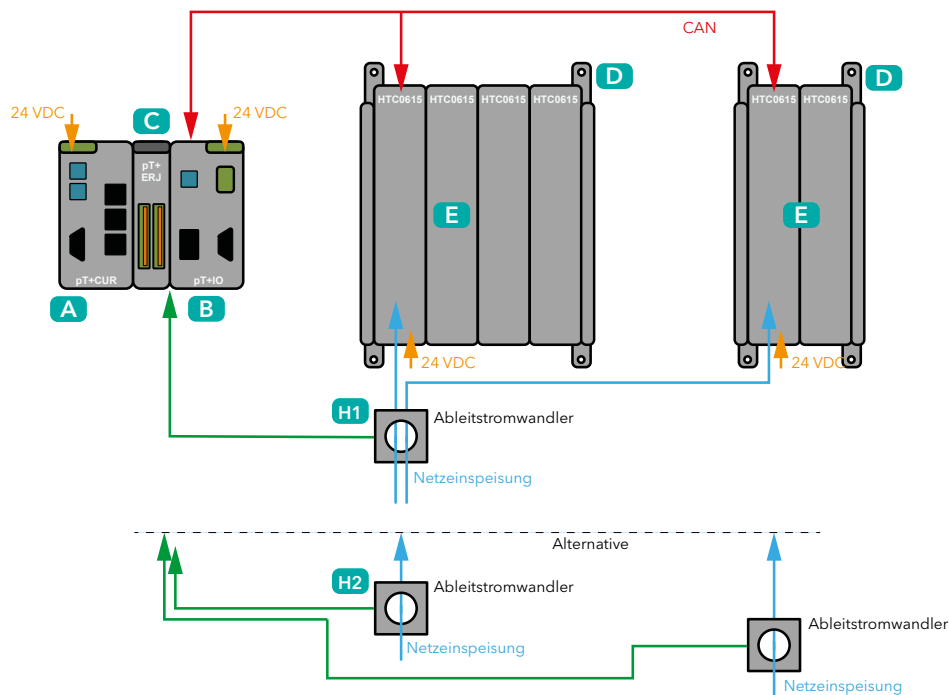 CAN
D
D
24 VDC
C
24 VDC
HTC0615
HTC0615
HTC0615
HTC0615
HTC0615
HTC0615
pT+
ERJ
E
E
pT+CUR
pT+IO
A
B
24 VDC
24 VDC
H1
Ableitstromwandler
Netzeinspeisung
Alternative
H2
Ableitstromwandler
Netzeinspeisung
Ableitstromwandler
Netzeinspeisung